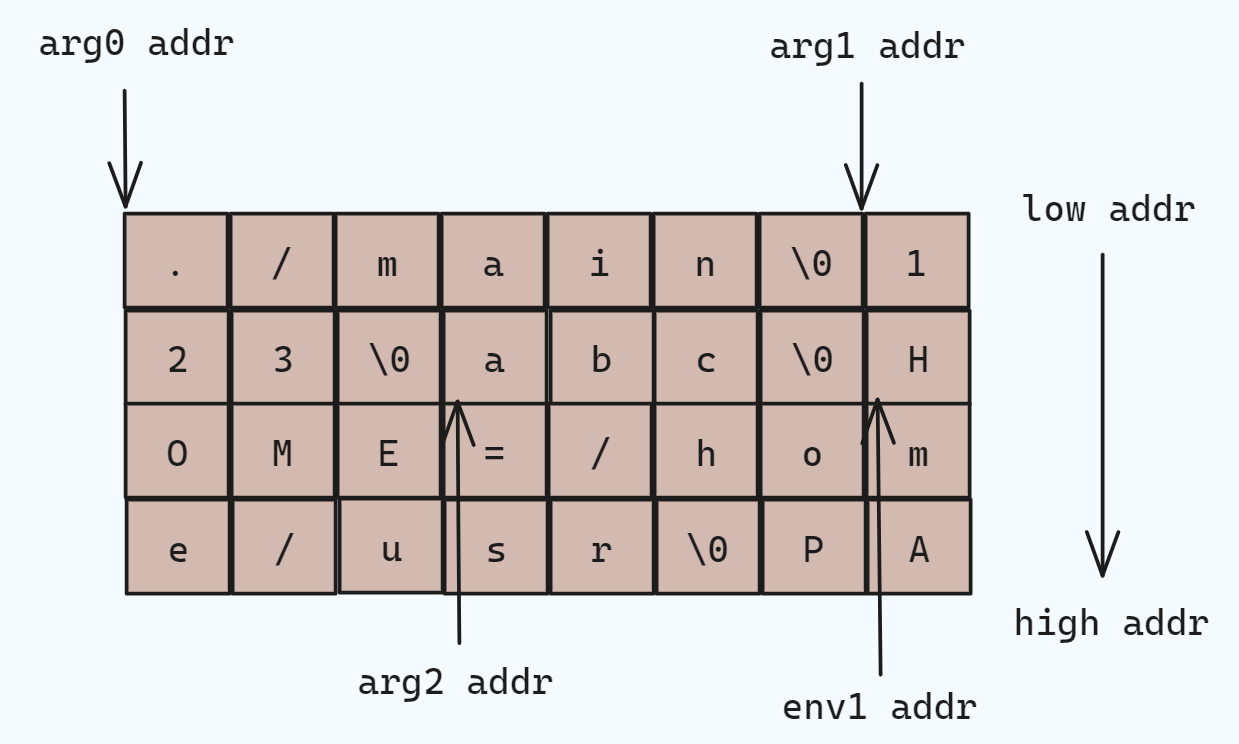 arg0 addr
arg1 addr
low addr
. / m a i n \0 1
2 3 \0 a b c \0 H
O M E = / h o m
e / u s r \0 P A
high addr
arg2 addr
env1 addr